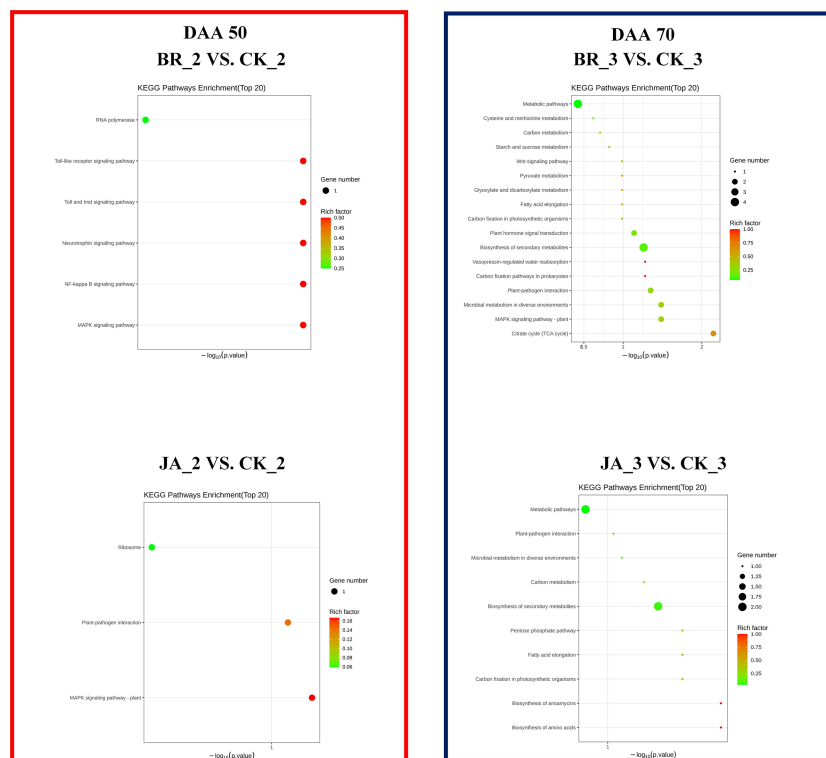 DAA 50
BR_2 VS. CK_2
KEGG Pathways Enrichment(Top 20)
RNA polymerase
Toll-like receptor signaling pathway
Toll and Imd signaling pathway
Neurotrophin signaling pathway
NF-kappa B signaling pathway
MAPK signaling pathway
−log10(p.value)
Gene number
1
Rich factor
0.50
0.45
0.40
0.35
0.30
0.25
DAA 70
BR_3 VS. CK_3
KEGG Pathways Enrichment(Top 20)
Metabolic pathways
Cysteine and methionine metabolism
Carbon metabolism
Starch and sucrose metabolism
Wnt signaling pathway
Pyruvate metabolism
Glyoxylate and dicarboxylate metabolism
Fatty acid elongation
Carbon fixation in photosynthetic organisms
Plant hormone signal transduction
Biosynthesis of secondary metabolites
Vasopressin-regulated water reabsorption
Carbon fixation pathways in prokaryotes
Plant-pathogen interaction
Microbial metabolism in diverse environments
MAPK signaling pathway - plant
Citrate cycle (TCA cycle)
1
2
−log10(p.value)
Gene number
1
2
3
4
Rich factor
1.00
0.75
0.50
0.25
JA_2 VS. CK_2
KEGG Pathways Enrichment(Top 20)
Ribosome
Plant-pathogen interaction
MAPK signaling pathway - plant
1
−log10(p.value)
Gene number
1
Rich factor
0.16
0.14
0.12
0.10
0.08
0.06
JA_3 VS. CK_3
KEGG Pathways Enrichment(Top 20)
Metabolic pathways
Plant-pathogen interaction
Microbial metabolism in diverse environments
Carbon metabolism
Biosynthesis of secondary metabolites
Pentose phosphate pathway
Fatty acid elongation
Carbon fixation in photosynthetic organisms
Biosynthesis of ansamycins
Biosynthesis of amino acids
1
−log10(p.value)
Gene number
1.00
1.25
1.50
1.75
2.00
Rich factor
1.00
0.75
0.50
0.25